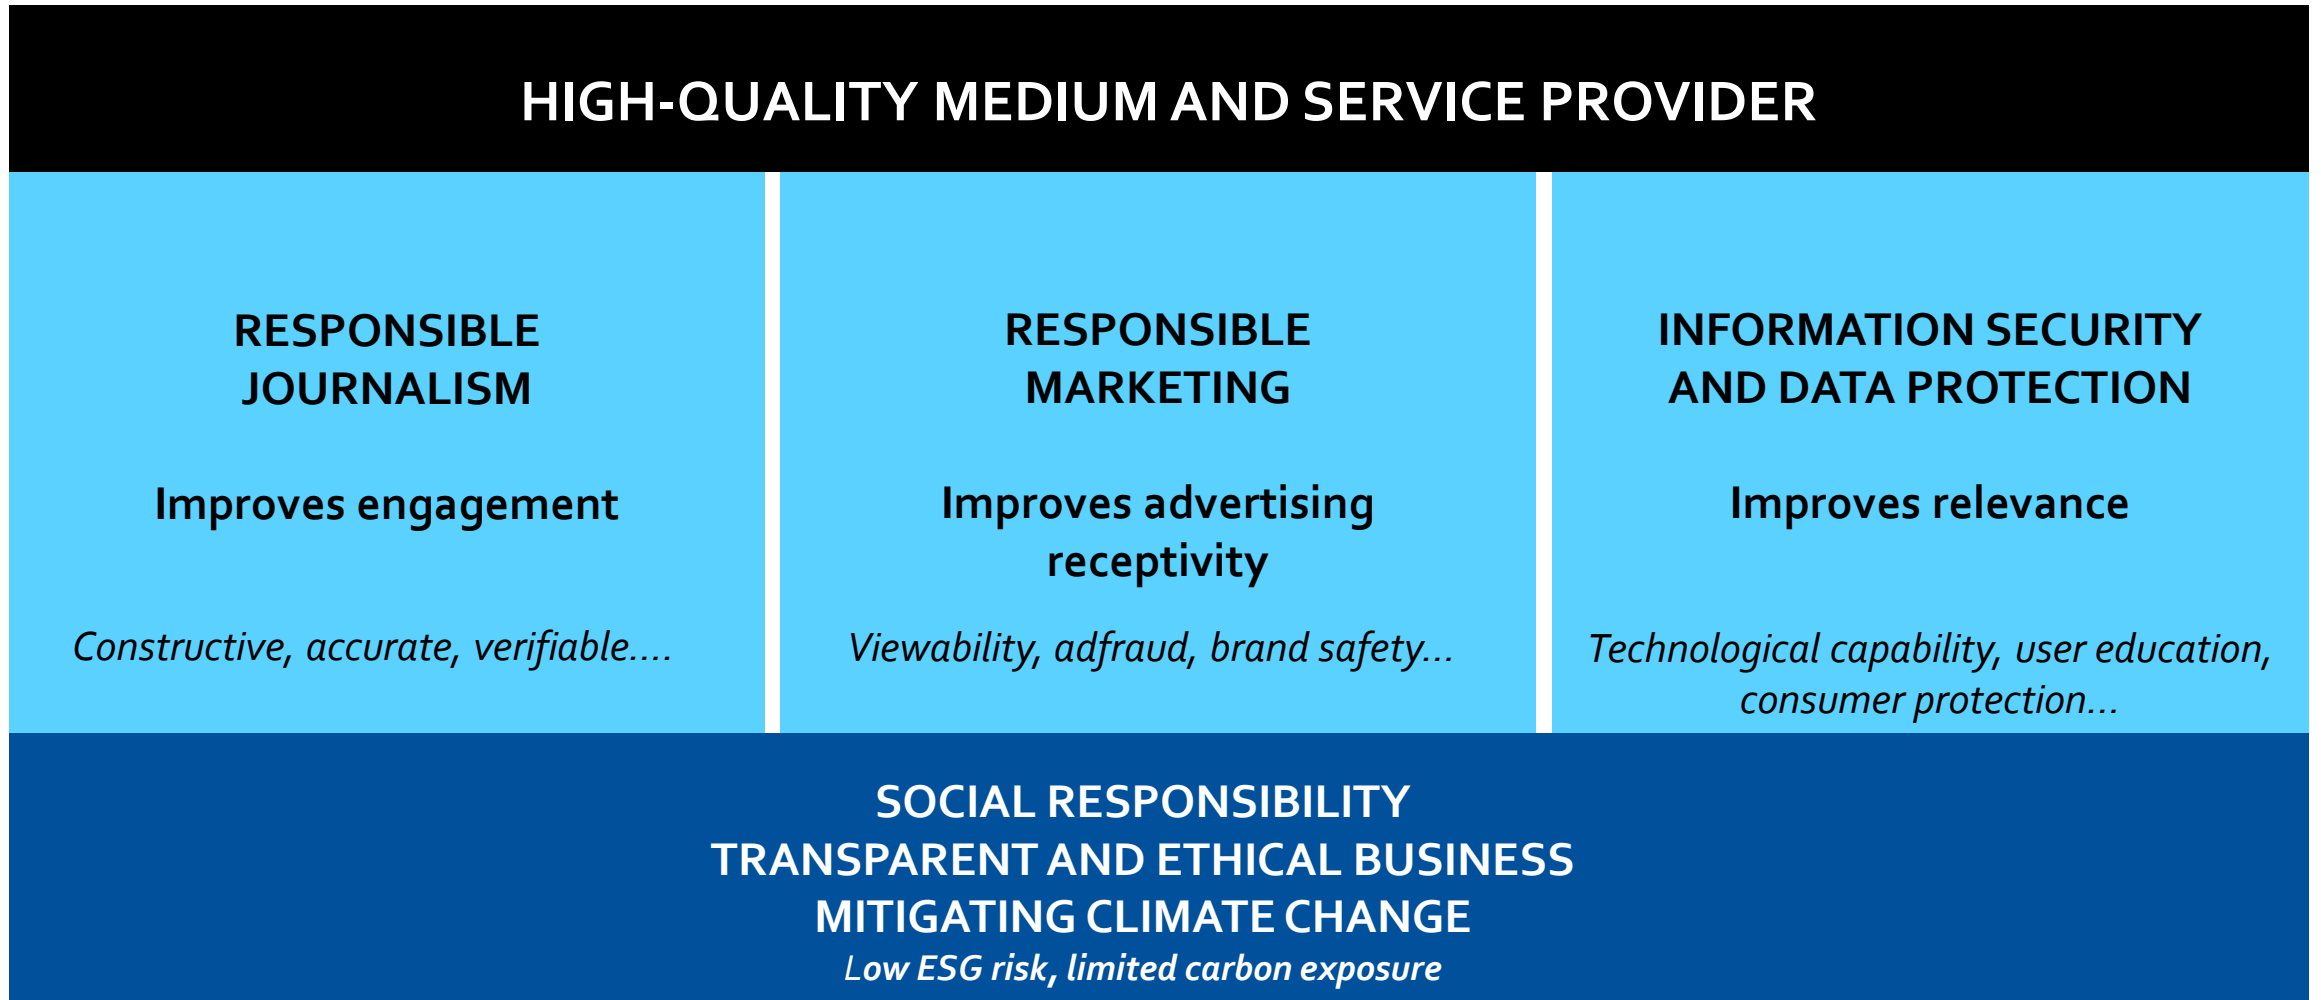 HIGH-QUALITY MEDIUM AND SERVICE PROVIDER
RESPONSIBLE
JOURNALISM
Improves engagement
Constructive, accurate, verifiable....
RESPONSIBLE
MARKETING
Improves advertising
receptivity
Viewability, adfraud, brand safety...
INFORMATION SECURITY
AND DATA PROTECTION
Improves relevance
Technological capability, user education,
consumer protection...
SOCIAL RESPONSIBILITY
TRANSPARENT AND ETHICAL BUSINESS
MITIGATING CLIMATE CHANGE
Low ESG risk, limited carbon exposure